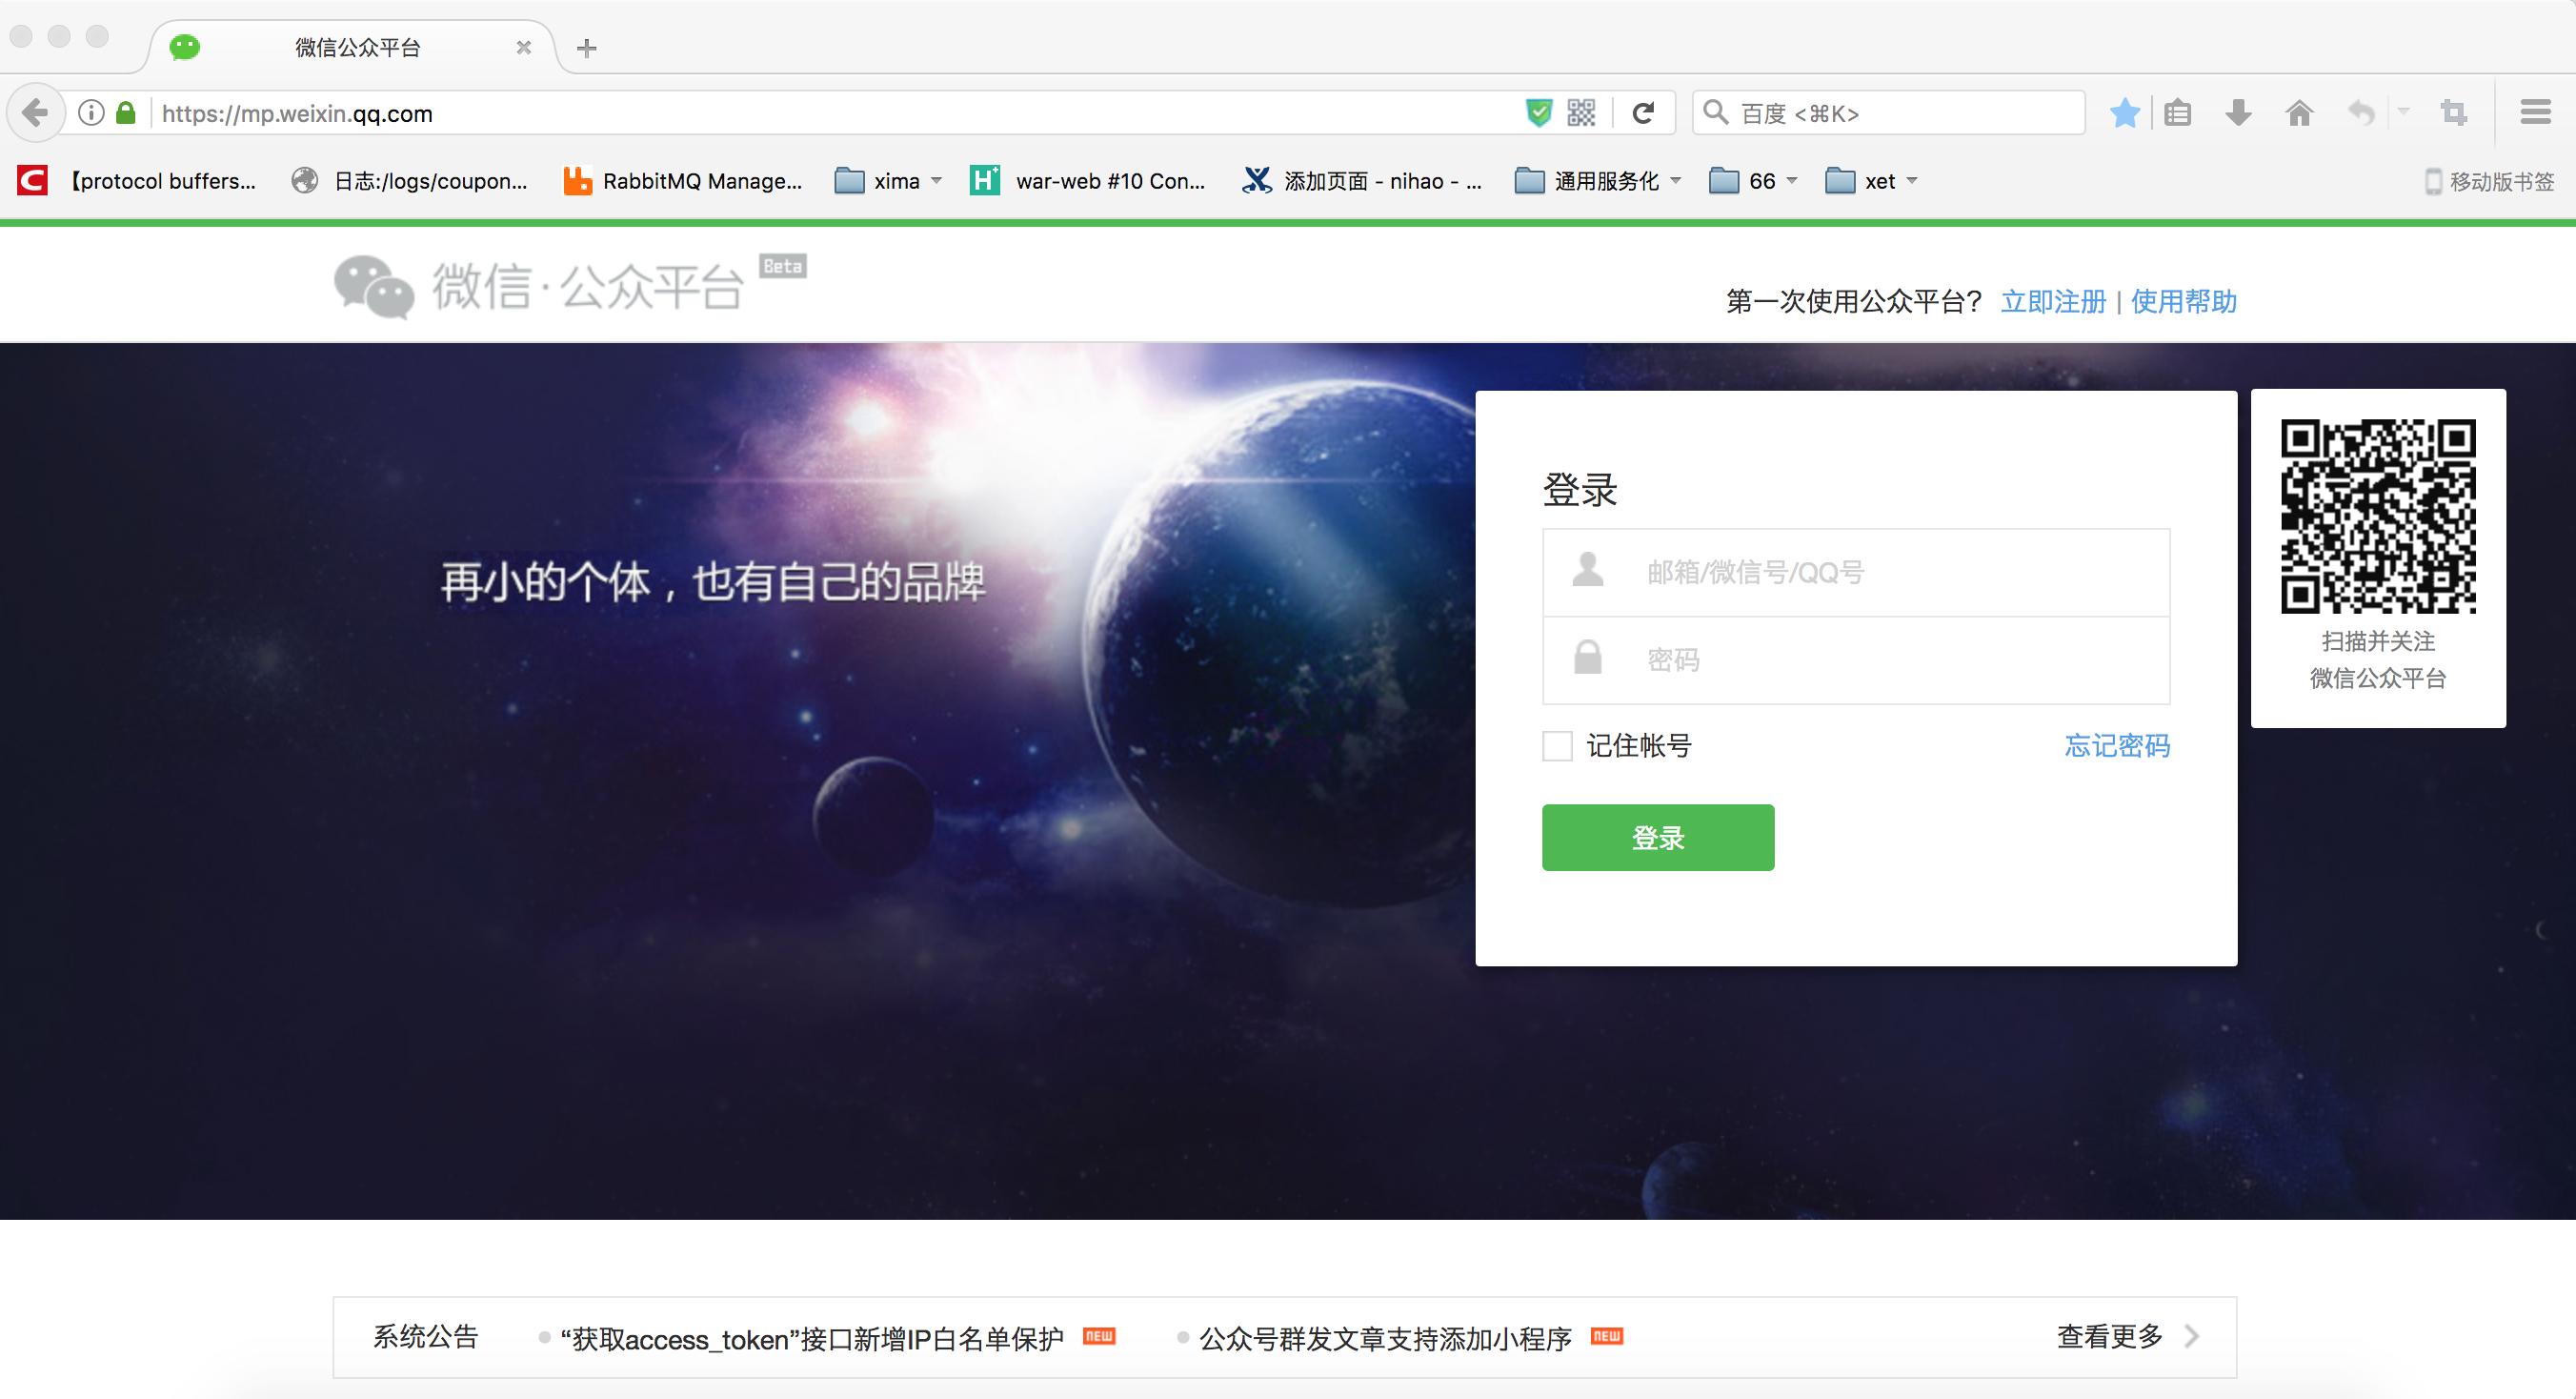 微信公众平台
https://mp.weixin.qq.com
百度 <⌘K>
【protocol buffers...
日志:/logs/coupon...
RabbitMQ Manage...
xima
war-web #10 Con...
添加页面 - nihao - ...
通用服务化
66
xet
移动版书签
微信·公众平台 Beta
第一次使用公众平台? 立即注册 | 使用帮助
再小的个体，也有自己的品牌
登录
邮箱/微信号/QQ号
密码
记住帐号 忘记密码
登录
扫描并关注
微信公众平台
系统公告 “获取access_token”接口新增IP白名单保护 NEW 公众号群发文章支持添加小程序 NEW 查看更多